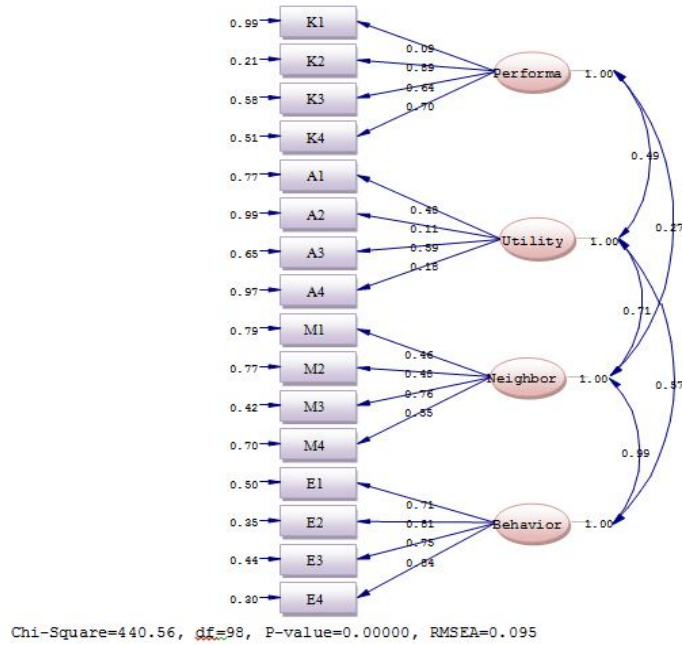 0.99 K1
0.09
0.21 K2
0.89
Performa 1.00
0.58 K3
0.64
0.51 K4
0.70
0.77 A1
0.49
0.99 A2
0.48
0.11
0.27
0.65 A3
0.59
Utility 1.00
0.97 A4
0.18
0.79 M1
0.71
0.77 M2
0.46
0.48
Neighbor 1.00
0.57
0.42 M3
0.76
0.70 M4
0.55
0.99
0.50 E1
0.71
0.35 E2
0.81
Behavior 1.00
0.44 E3
0.75
0.30 E4
0.84
Chi-Square=440.56, df=98, P-value=0.00000, RMSEA=0.095